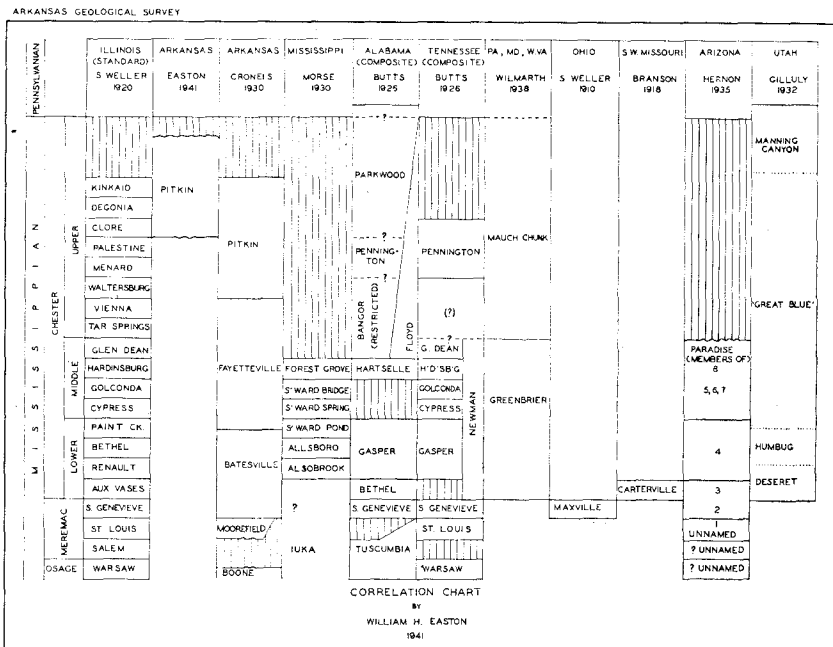 ARKANSAS GEOLOGICAL SURVEY
PENNSYLVANIAN
ILLINOIS
(STANDARD)
S WELLER
1920
ARKANSAS
EASTON
1941
ARKANSAS
CRONEIS
1930
MISSISSIPPI
MORSE
1930
ALABAMA
(COMPOSITE)
BUTTS
1925
TENNESSEE
(COMPOSITE)
BUTTS
1926
PA, MD, W.VA
WILMARTH
1938
OHIO
S WELLER
1910
S W. MISSOURI
BRANSON
1918
ARIZONA
HERNON
1935
UTAH
GILLULY
1932
MISSISSIPPIAN
CHESTER
UPPER
MIDDLE
LOWER
MEREMAC
OSAGE
KINKAID
DEGONIA
CLORE
PALESTINE
MENARD
WALTERSBURG
VIENNA
TAR SPRINGS
GLEN DEAN
HARDINSBURG
GOLCONDA
CYPRESS
PAINT CK.
BETHEL
RENAULT
AUX VASES
S. GENEVIEVE
ST LOUIS
SALEM
WARSAW
PITKIN
PITKIN
FAYETTEVILLE
BATESVILLE
MOOREFIELD
BOONE
FOREST GROVE
S'WARD BRIDGE
S'WARD SPRING
S'WARD POND
ALLSBORO
ALSOBROOK
?
IUKA
?
PARKWOOD
?
PENNING-
TON
?
BANGOR
(RESTRICTED)
FLOYD
HARTSELLE
GASPER
BETHEL
S. GENEVIEVE
TUSCUMBIA
PENNINGTON
(?)
?
G. DEAN
H'D'SB'G
GOLCONDA
CYPRESS
NEWMAN
GASPER
S. GENEVIEVE
ST. LOUIS
WARSAW
MAUCH CHUNK
GREENBRIER
MAXVILLE
CARTERVILLE
PARADISE
(MEMBERS OF)
8
5, 6, 7
4
3
2
1
UNNAMED
? UNNAMED
? UNNAMED
MANNING
CANYON
"GREAT BLUE"
HUMBUG
DESERET
CORRELATION CHART
BY
WILLIAM H. EASTON
1941